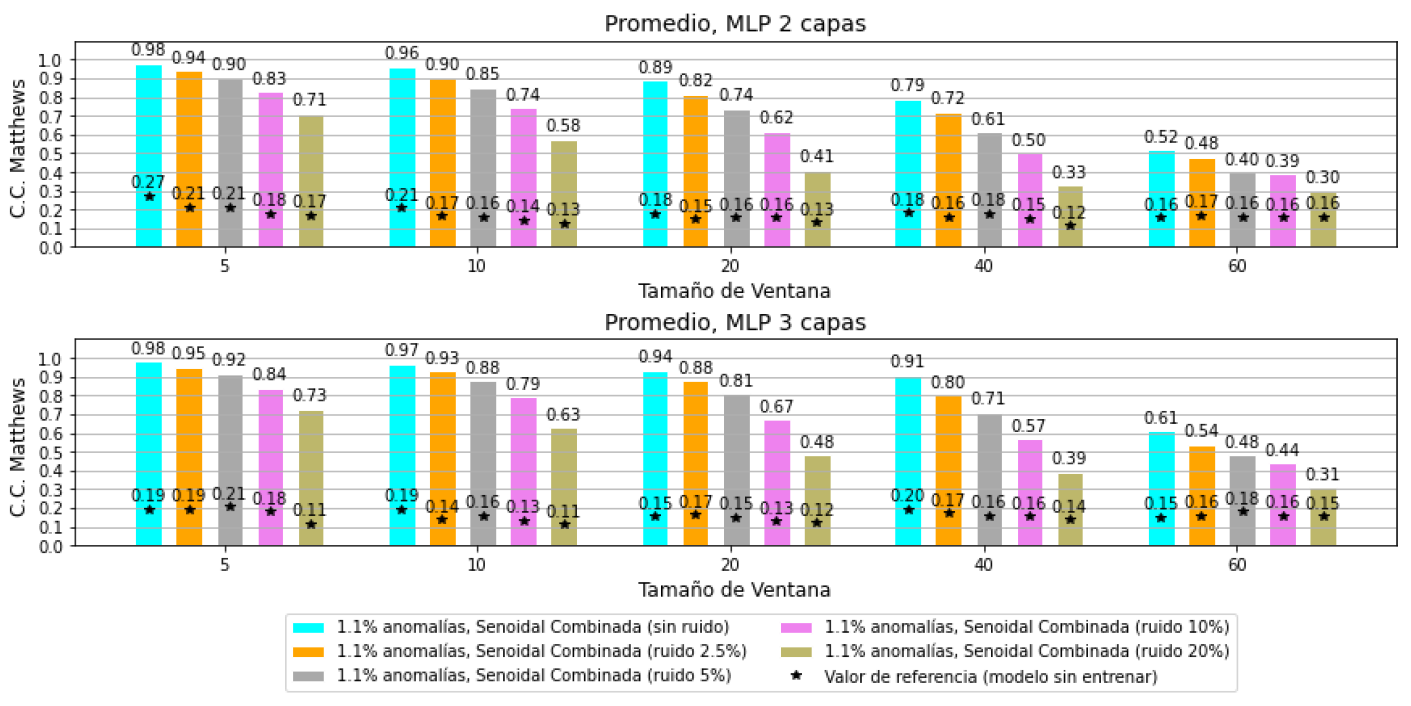 Promedio, MLP 2 capas
C.C. Matthews
1.0
0.9
0.8
0.7
0.6
0.5
0.4
0.3
0.2
0.1
0.0
0.98 0.94 0.90 0.83 0.71
0.96 0.90 0.85 0.74 0.58
0.89 0.82 0.74 0.62 0.41
0.79 0.72 0.61 0.50 0.33
0.52 0.48 0.40 0.39 0.30
0.27 0.21 0.21 0.18 0.17
0.21 0.17 0.16 0.14 0.13
0.18 0.15 0.16 0.16 0.13
0.18 0.16 0.18 0.15 0.12
0.16 0.17 0.16 0.16 0.16
5 10 20 40 60
Tamaño de Ventana
Promedio, MLP 3 capas
C.C. Matthews
1.0
0.9
0.8
0.7
0.6
0.5
0.4
0.3
0.2
0.1
0.0
0.98 0.95 0.92 0.84 0.73
0.97 0.93 0.88 0.79 0.63
0.94 0.88 0.81 0.67 0.48
0.91 0.80 0.71 0.57 0.39
0.61 0.54 0.48 0.44 0.31
0.19 0.19 0.21 0.18 0.11
0.19 0.14 0.16 0.13 0.11
0.15 0.17 0.15 0.13 0.12
0.20 0.17 0.16 0.16 0.14
0.15 0.16 0.18 0.16 0.15
5 10 20 40 60
Tamaño de Ventana
1.1% anomalías, Senoidal Combinada (sin ruido)
1.1% anomalías, Senoidal Combinada (ruido 2.5%)
1.1% anomalías, Senoidal Combinada (ruido 5%)
1.1% anomalías, Senoidal Combinada (ruido 10%)
1.1% anomalías, Senoidal Combinada (ruido 20%)
Valor de referencia (modelo sin entrenar)